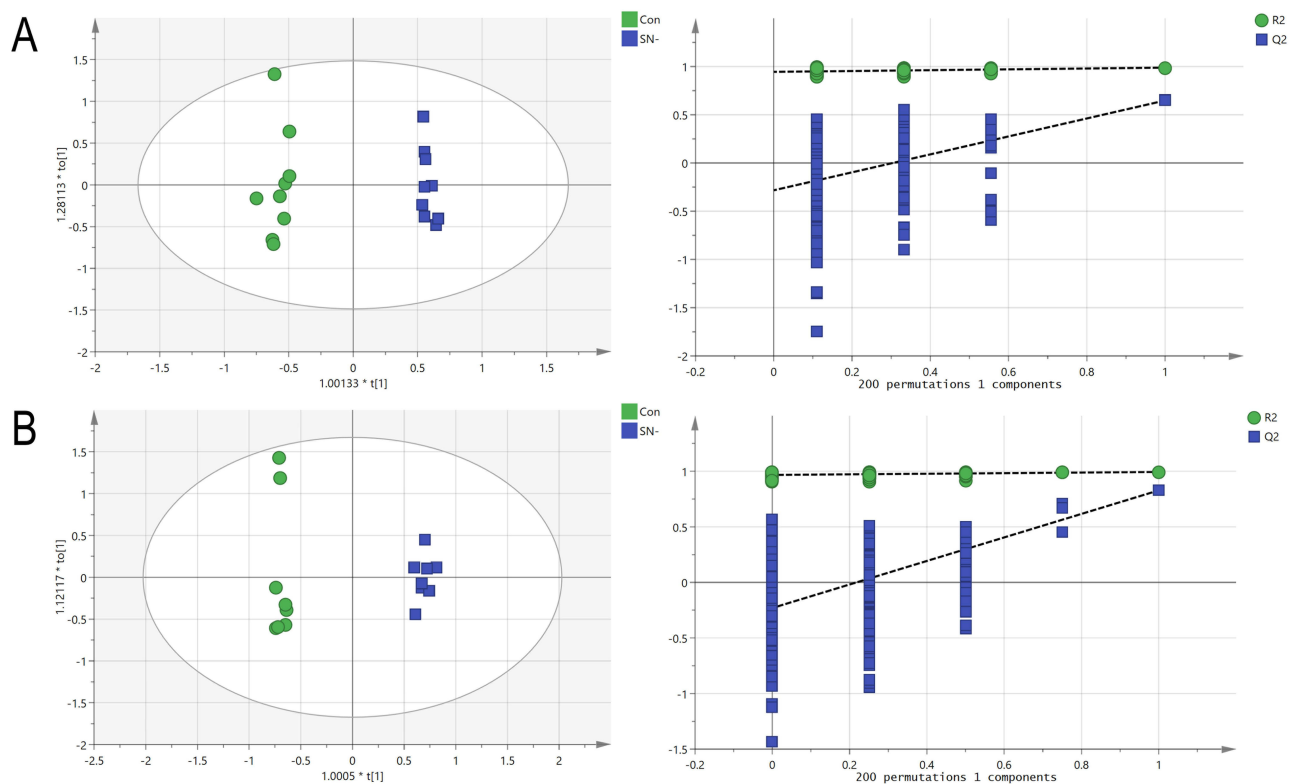 A
Con
SN-
1.5
1
0.5
0
-0.5
-1
-1.5
-2
-2 -1.5 -1 -0.5 0 0.5 1 1.5
1.28113 * to[1]
1.00133 * t[1]
R2
Q2
1
0.5
0
-0.5
-1
-1.5
-2
-0.2 0 0.2 0.4 0.6 0.8 1
200 permutations 1 components
B
Con
SN-
1.5
1
0.5
0
-0.5
-1
-1.5
-2
-2.5 -2 -1.5 -1 -0.5 0 0.5 1 1.5 2
1.12117 * to[1]
1.0005 * t[1]
R2
Q2
1
0.5
0
-0.5
-1
-1.5
-0.2 0 0.2 0.4 0.6 0.8 1
200 permutations 1 components